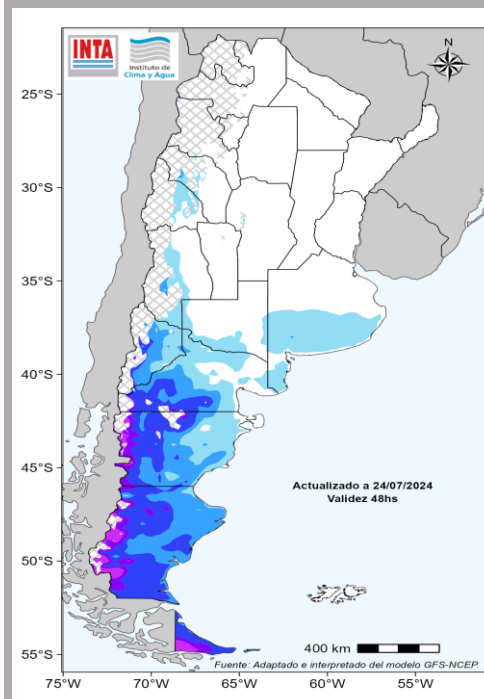 INTA
Instituto de
Clima y Agua
N
25°S
30°S
35°S
40°S
45°S
50°S
55°S
Actualizado a 24/07/2024
Validez 48hs
400 km
Fuente: Adaptado e interpretado del modelo GFS-NCEP.
75°W
70°W
65°W
60°W
55°W